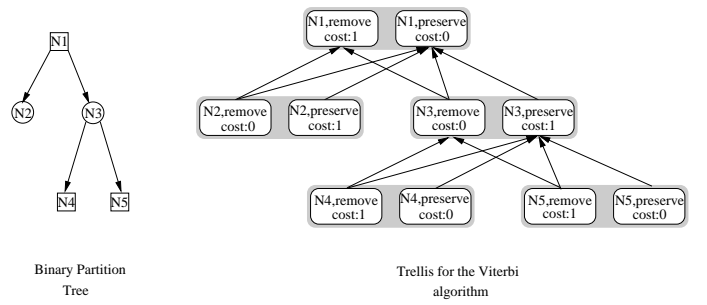 N1
N2
N3
N4
N5
Binary Partition
Tree
N1,remove
cost:1
N1,preserve
cost:0
N2,remove
cost:0
N2,preserve
cost:1
N3,remove
cost:0
N3,preserve
cost:1
N4,remove
cost:1
N4,preserve
cost:0
N5,remove
cost:1
N5,preserve
cost:0
Trellis for the Viterbi
algorithm